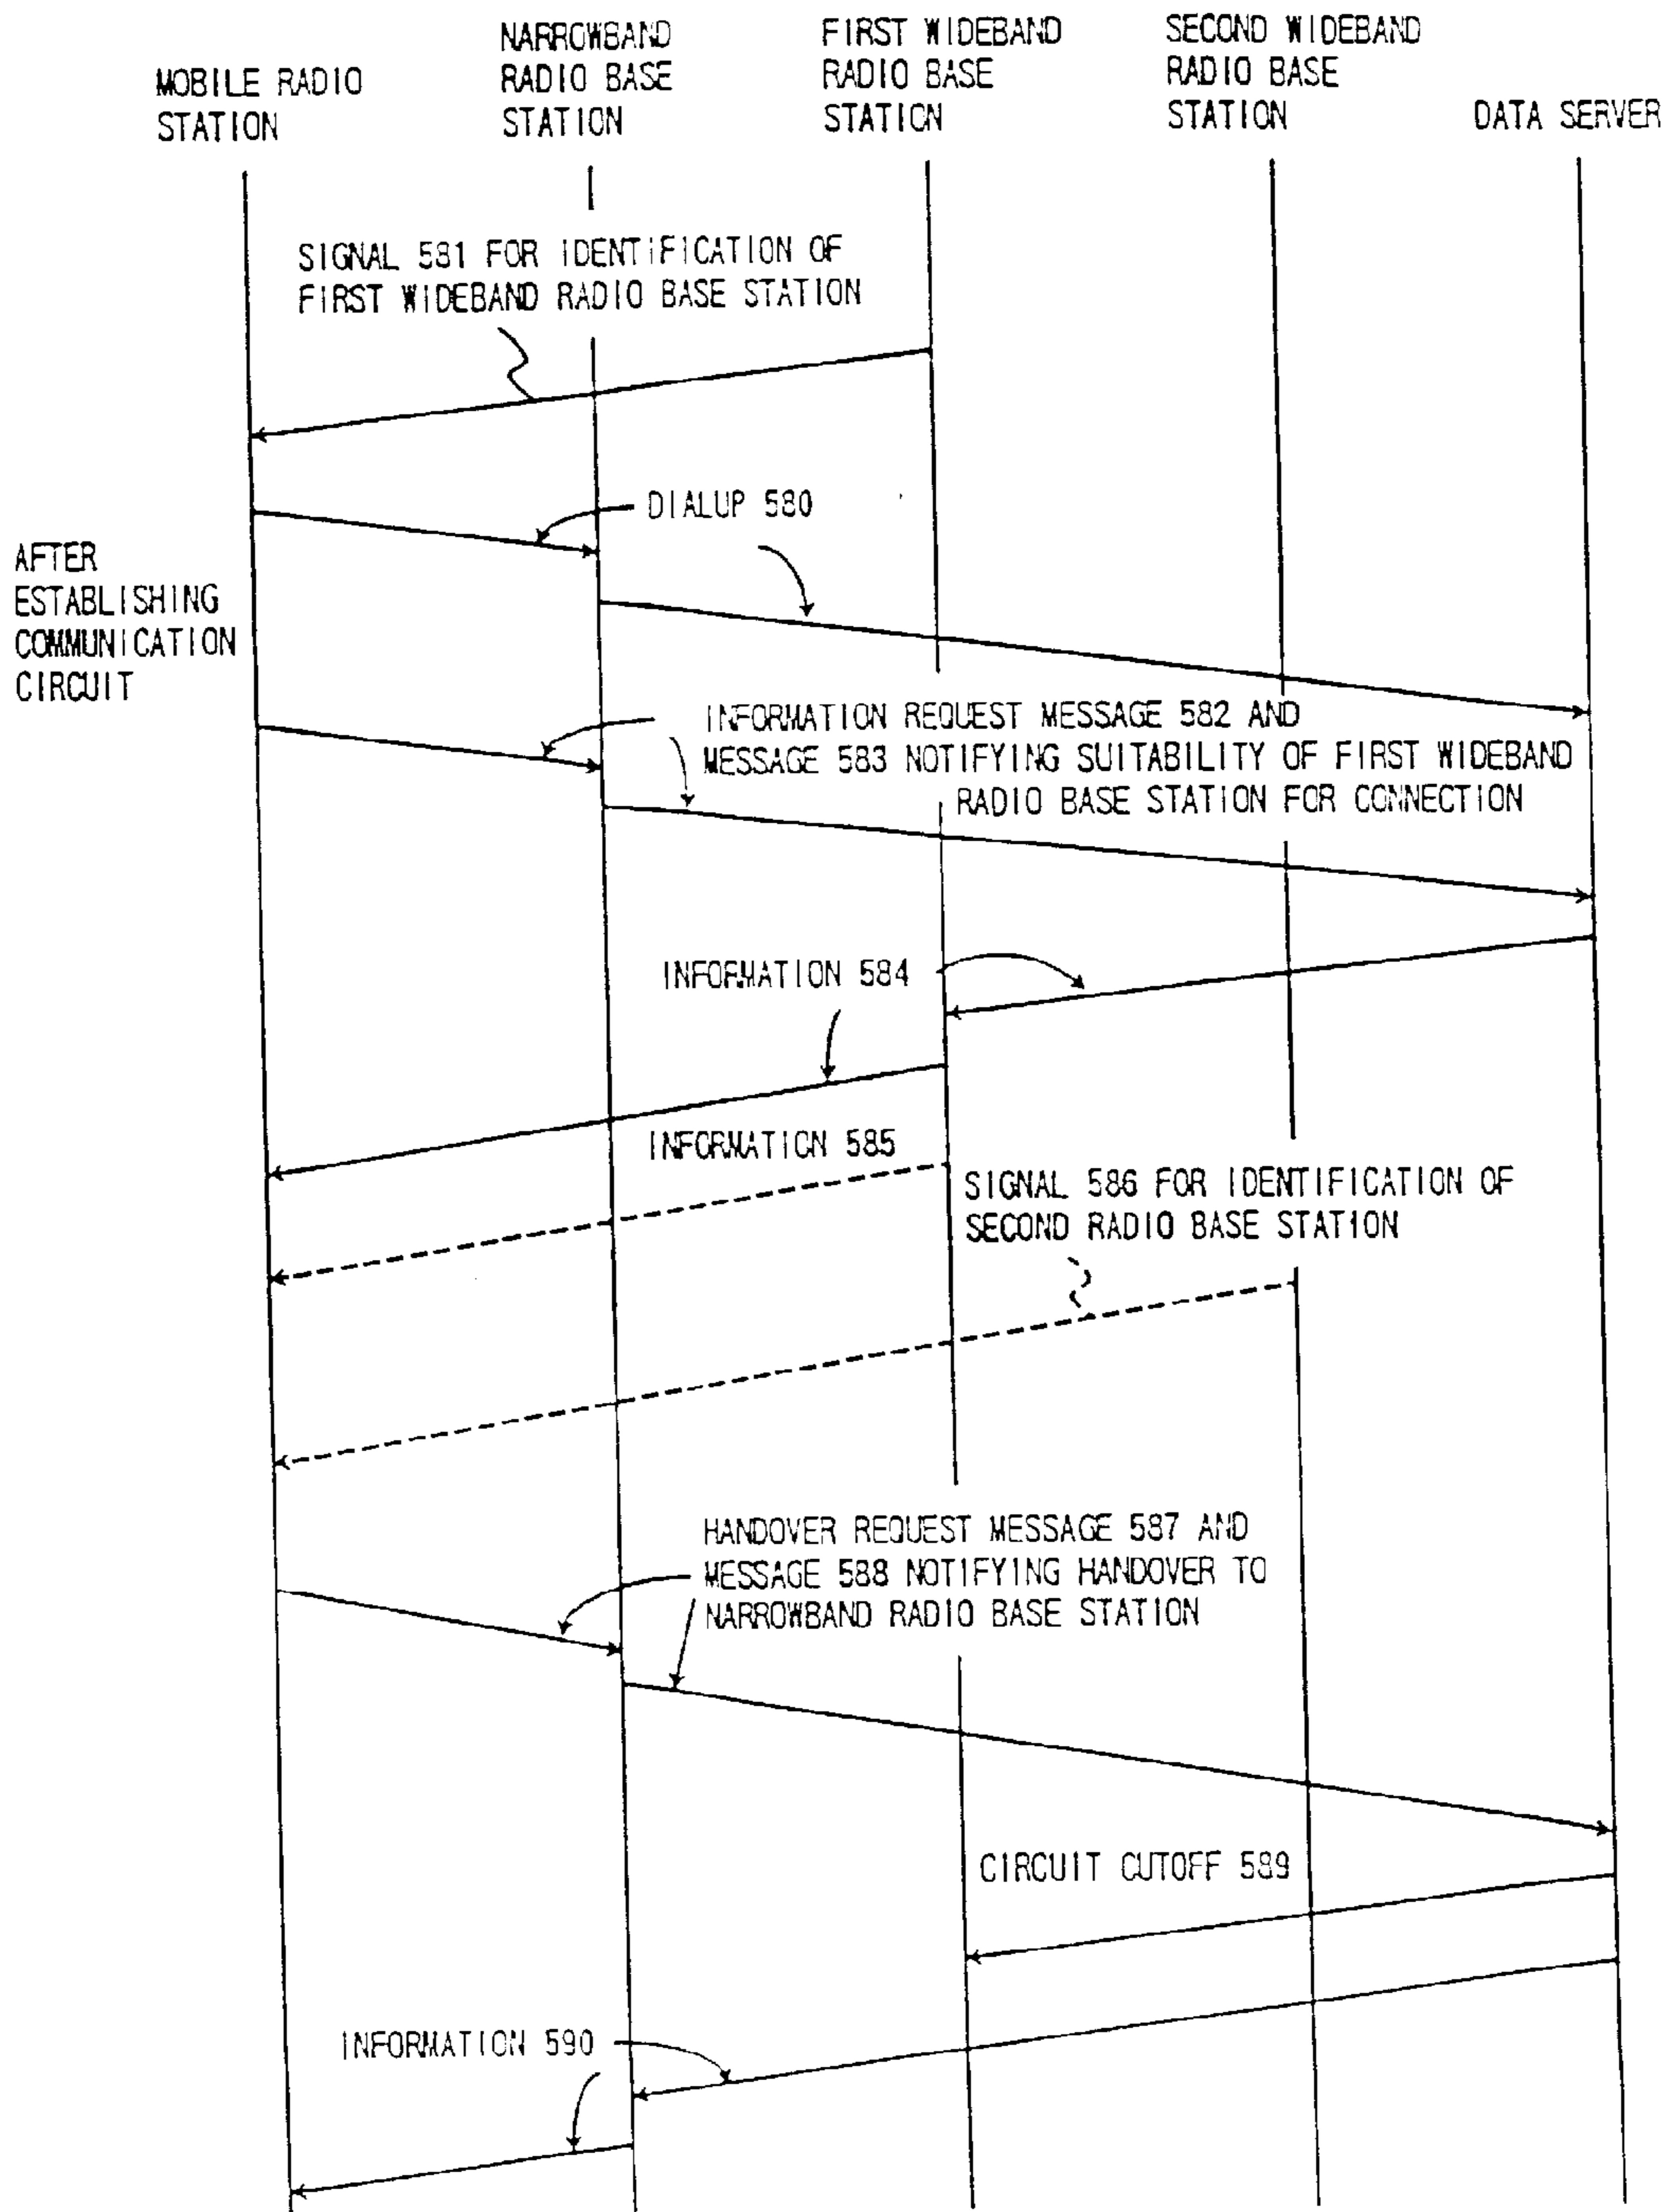 MOBILE RADIO
STATION
NARROWBAND
RADIO BASE
STATION
FIRST WIDEBAND
RADIO BASE
STATION
SECOND WIDEBAND
RADIO BASE
STATION
DATA SERVER
SIGNAL 581 FOR IDENTIFICATION OF
FIRST WIDEBAND RADIO BASE STATION
DIALUP 580
AFTER
ESTABLISHING
COMMUNICATION
CIRCUIT
INFORMATION REQUEST MESSAGE 582 AND
MESSAGE 583 NOTIFYING SUITABILITY OF FIRST WIDEBAND
RADIO BASE STATION FOR CONNECTION
INFORMATION 584
INFORMATION 585
SIGNAL 586 FOR IDENTIFICATION OF
SECOND RADIO BASE STATION
HANDOVER REQUEST MESSAGE 587 AND
MESSAGE 588 NOTIFYING HANDOVER TO
NARROWBAND RADIO BASE STATION
CIRCUIT CUTOFF 589
INFORMATION 590